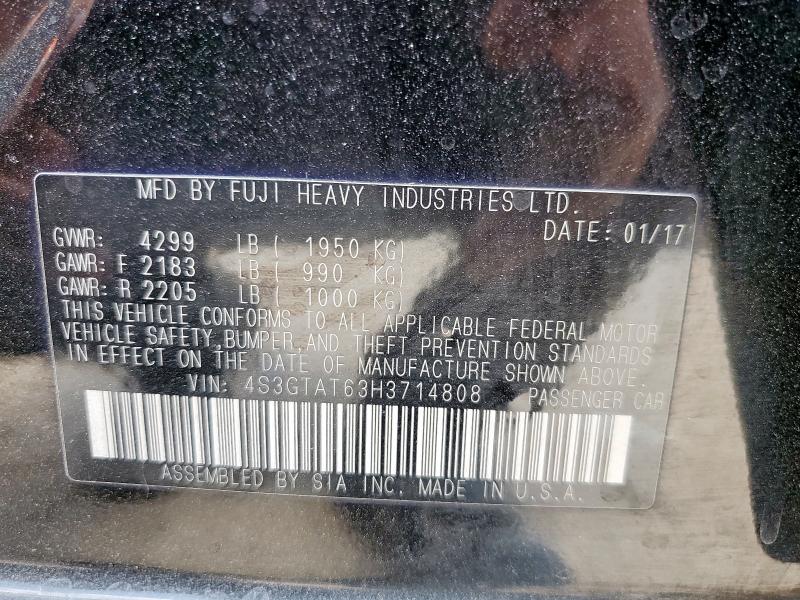 MFD BY FUJI HEAVY INDUSTRIES LTD.
DATE: 01/17
GVWR: 4299 LB ( 1950 KG)
GAWR: F 2183 LB ( 990 KG)
GAWR: R 2205 LB ( 1000 KG)
THIS VEHICLE CONFORMS TO ALL APPLICABLE FEDERAL MOTOR
VEHICLE SAFETY, BUMPER, AND THEFT PREVENTION STANDARDS
IN EFFECT ON THE DATE OF MANUFACTURE SHOWN ABOVE.
VIN: 4S3GTAT63H3714808 PASSENGER CAR
ASSEMBLED BY SIA INC. MADE IN U.S.A.